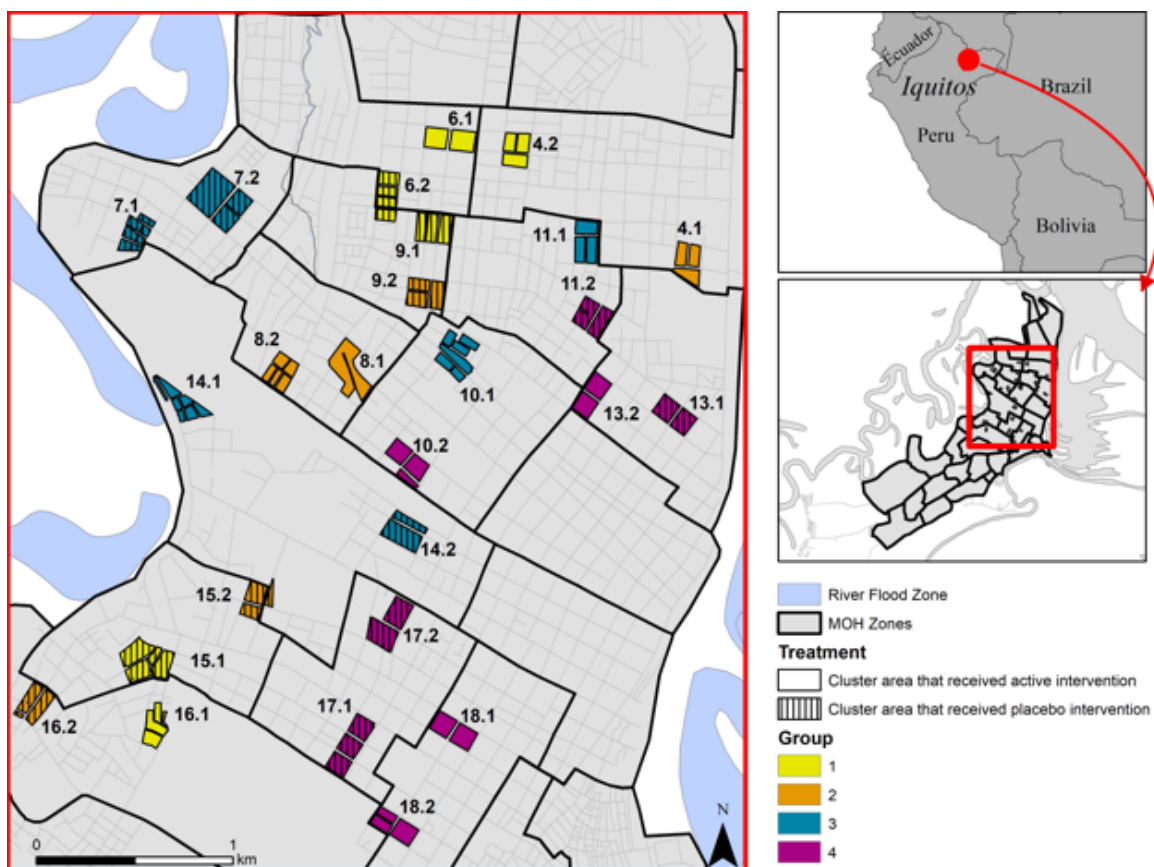 6.1
4.2
7.2
6.2
7.1
11.1
4.1
9.1
9.2
11.2
8.2
8.1
10.1
14.1
13.2
13.1
10.2
14.2
15.2
17.2
15.1
17.1
18.1
16.2
16.1
18.2
N
0 1
km
Ecuador
Iquitos
Brazil
Peru
Bolivia
River Flood Zone
MOH Zones
Treatment
Cluster area that received active intervention
Cluster area that received placebo intervention
Group
1
2
3
4